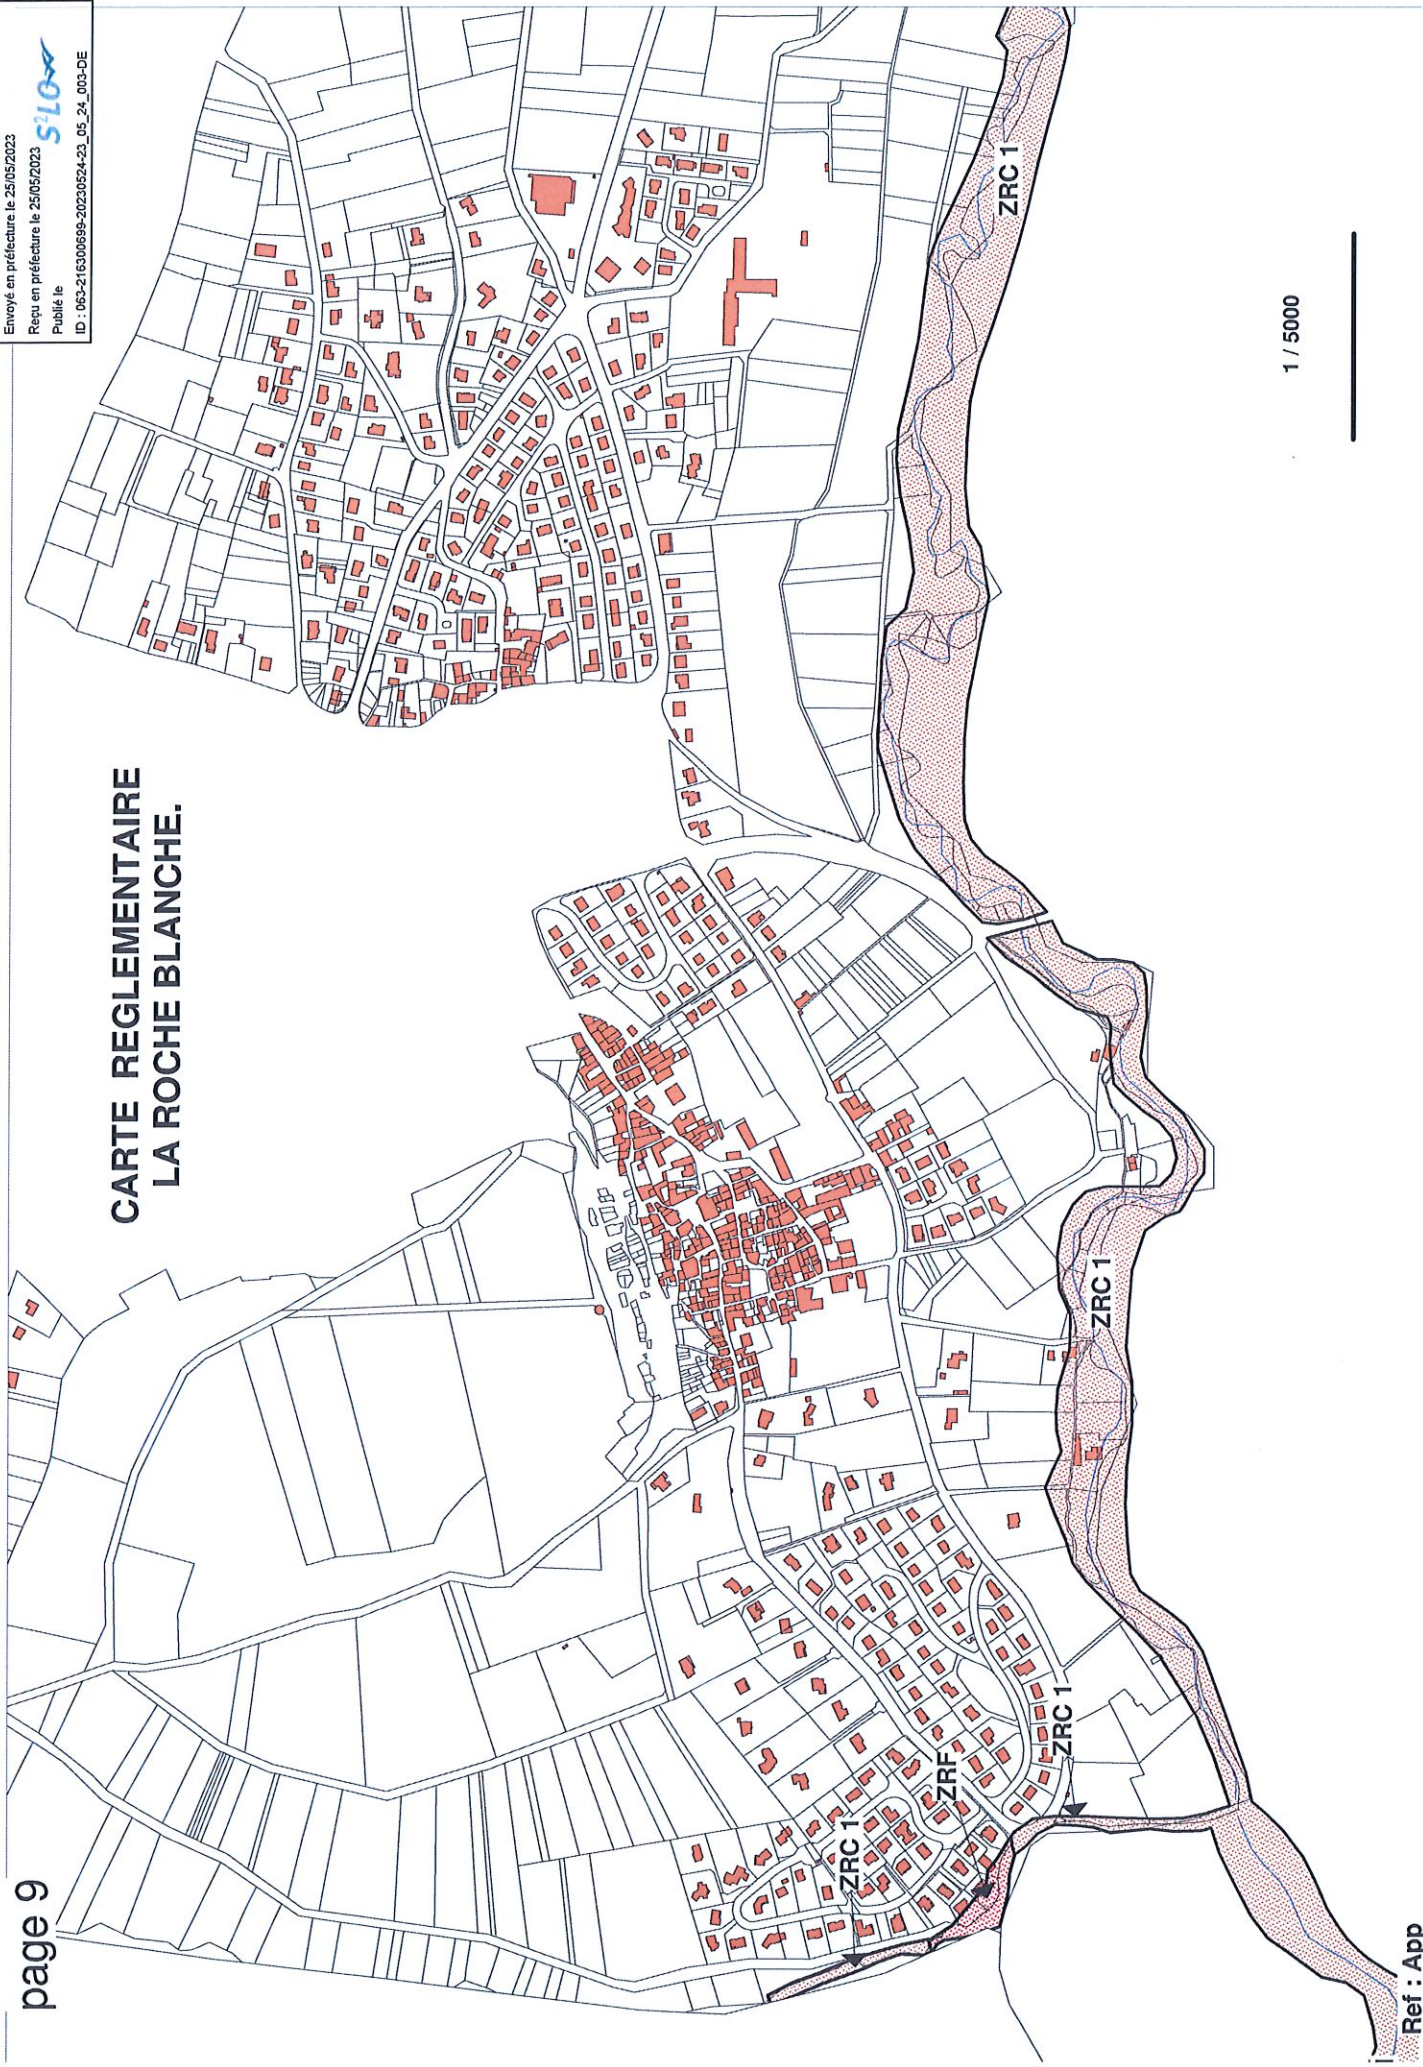 page 9
Envoyé en préfecture le 25/05/2023
Reçu en préfecture le 25/05/2023
Publié le
S²LOW
ID : 063-216300699-20230524-23_05_24_003-DE
CARTE REGLEMENTAIRE
LA ROCHE BLANCHE.
ZRC 1
ZRF
ZRC 1
ZRC 1
ZRC 1
1 / 5000
Ref : App